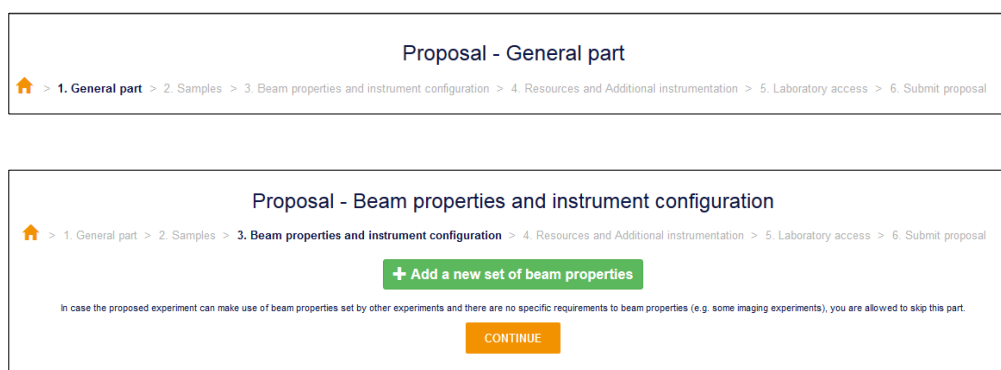 Proposal - General part
> 1. General part > 2. Samples > 3. Beam properties and instrument configuration > 4. Resources and Additional instrumentation > 5. Laboratory access > 6. Submit proposal
Proposal - Beam properties and instrument configuration
> 1. General part > 2. Samples > 3. Beam properties and instrument configuration > 4. Resources and Additional instrumentation > 5. Laboratory access > 6. Submit proposal
+ Add a new set of beam properties
In case the proposed experiment can make use of beam properties set by other experiments and there are no specific requirements to beam properties (e.g. some imaging experiments), you are allowed to skip this part.
CONTINUE